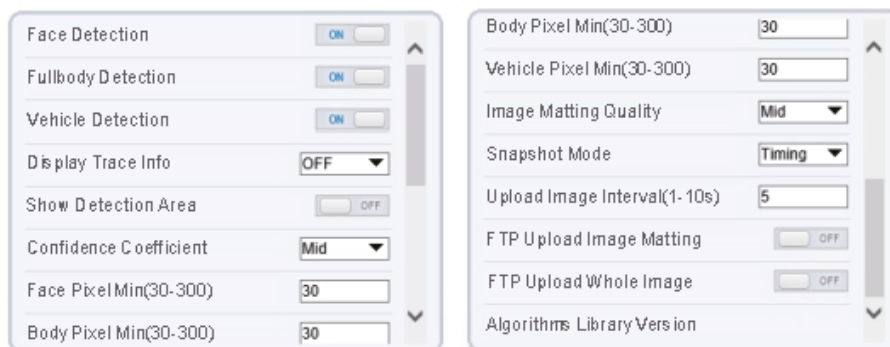 Face Detection ON
Fullbody Detection ON
Vehicle Detection ON
Display Trace Info OFF
Show Detection Area OFF
Confidence Coefficient Mid
Face Pixel Min(30-300) 30
Body Pixel Min(30-300) 30
Body Pixel Min(30-300) 30
Vehicle Pixel Min(30-300) 30
Image Matting Quality Mid
Snapshot Mode Timing
Upload Image Interval(1-10s) 5
FTP Upload Image Matting OFF
FTP Upload Whole Image OFF
Algorithms Library Version